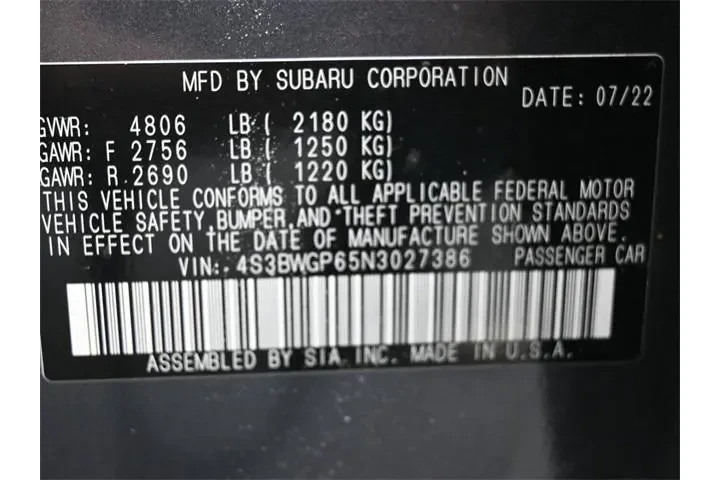 MFD BY SUBARU CORPORATION
DATE: 07/22
GVWR: 4806 LB ( 2180 KG)
GAWR: F 2756 LB ( 1250 KG)
GAWR: R 2690 LB ( 1220 KG)
THIS VEHICLE CONFORMS TO ALL APPLICABLE FEDERAL MOTOR
VEHICLE SAFETY, BUMPER, AND THEFT PREVENTION STANDARDS
IN EFFECT ON THE DATE OF MANUFACTURE SHOWN ABOVE.
VIN: 4S3BWGP65N3027386 PASSENGER CAR
ASSEMBLED BY SIA INC. MADE IN U.S.A.